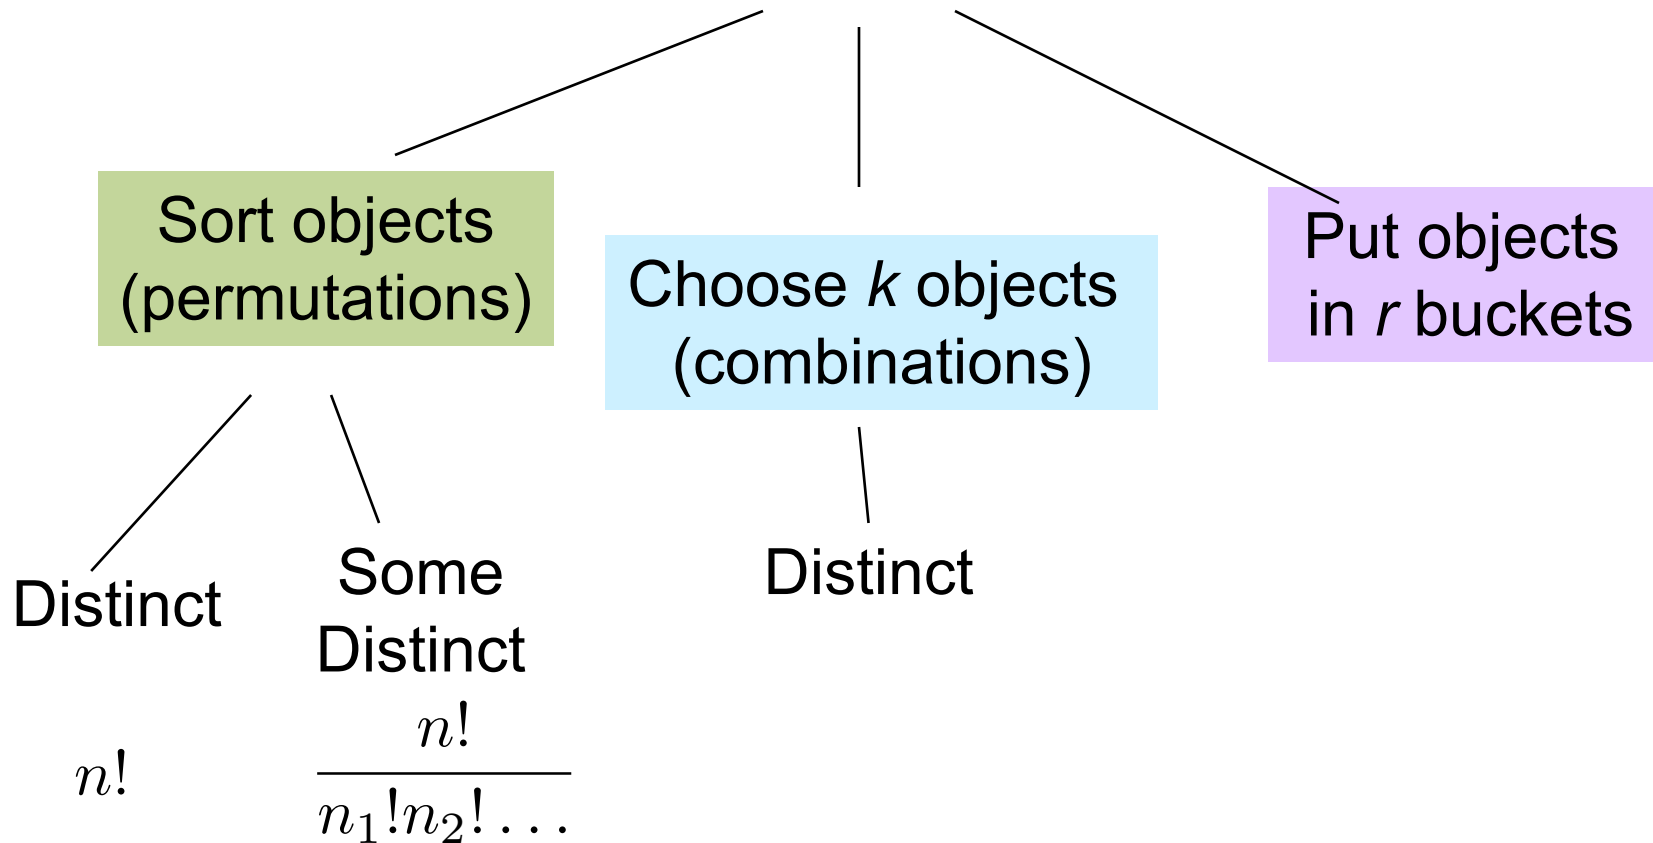 Sort objects
(permutations)
Choose k objects
(combinations)
Put objects
in r buckets
Distinct
Some
Distinct
Distinct
n!
n!
n₁!n₂!...